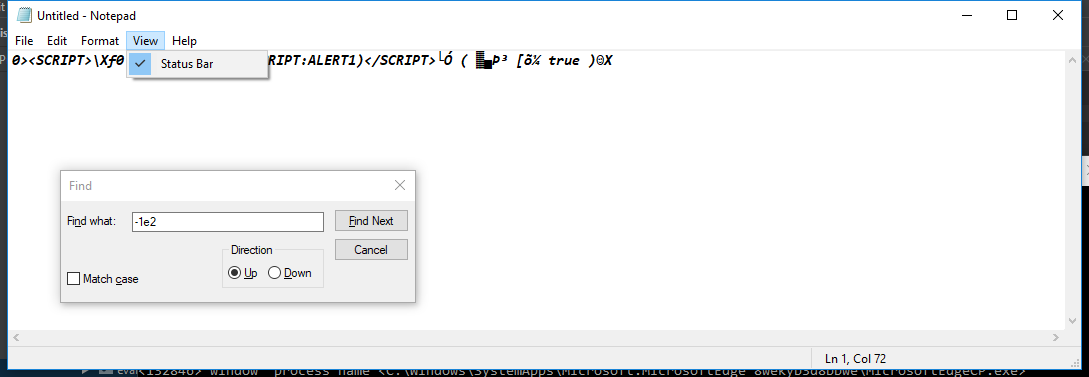 Untitled - Notepad
File Edit Format View Help
0><SCRIPT>\Xƒ0 RIPT:ALERT1)</SCRIPT>└Ó ( ▓▄Þ³ [õ¾ true )☺X
Status Bar
Find
Find what: -1e2 Find Next
Direction Cancel
Match case Up Down
Ln 1, Col 72
eval<132846> window process name <C:\Windows\SystemApps\Microsoft.MicrosoftEdge_8wekyb3d8bbwe\MicrosoftEdgeCP.exe>